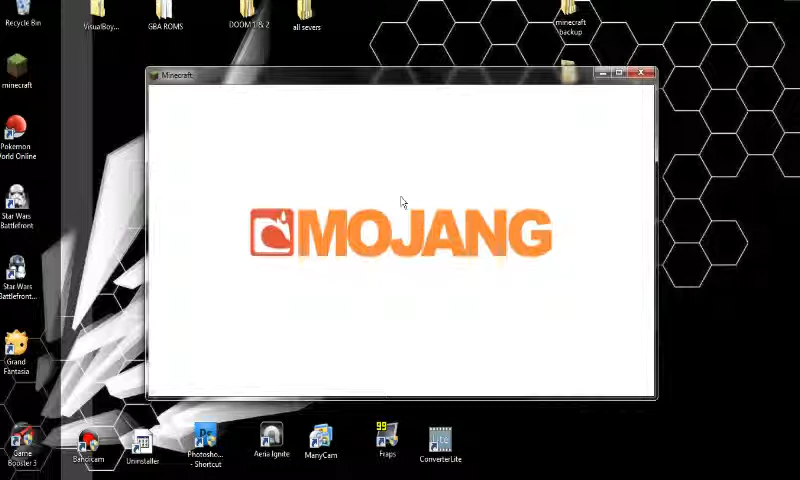 Recycle Bin
VisualBoy...
GBA ROMS
DOOM 1 & 2
all severs
minecraft
backup
Minecraft
minecraft
Pokemon
World Online
MOJANG
Star Wars
Battlefront
Star Wars
Battlefront...
Grand
Fantasia
Game
Booster 3
Bandicam
Uninstaller
Photosho...
- Shortcut
Aeria Ignite
ManyCam
99
Fraps
Lite
ConverterLite